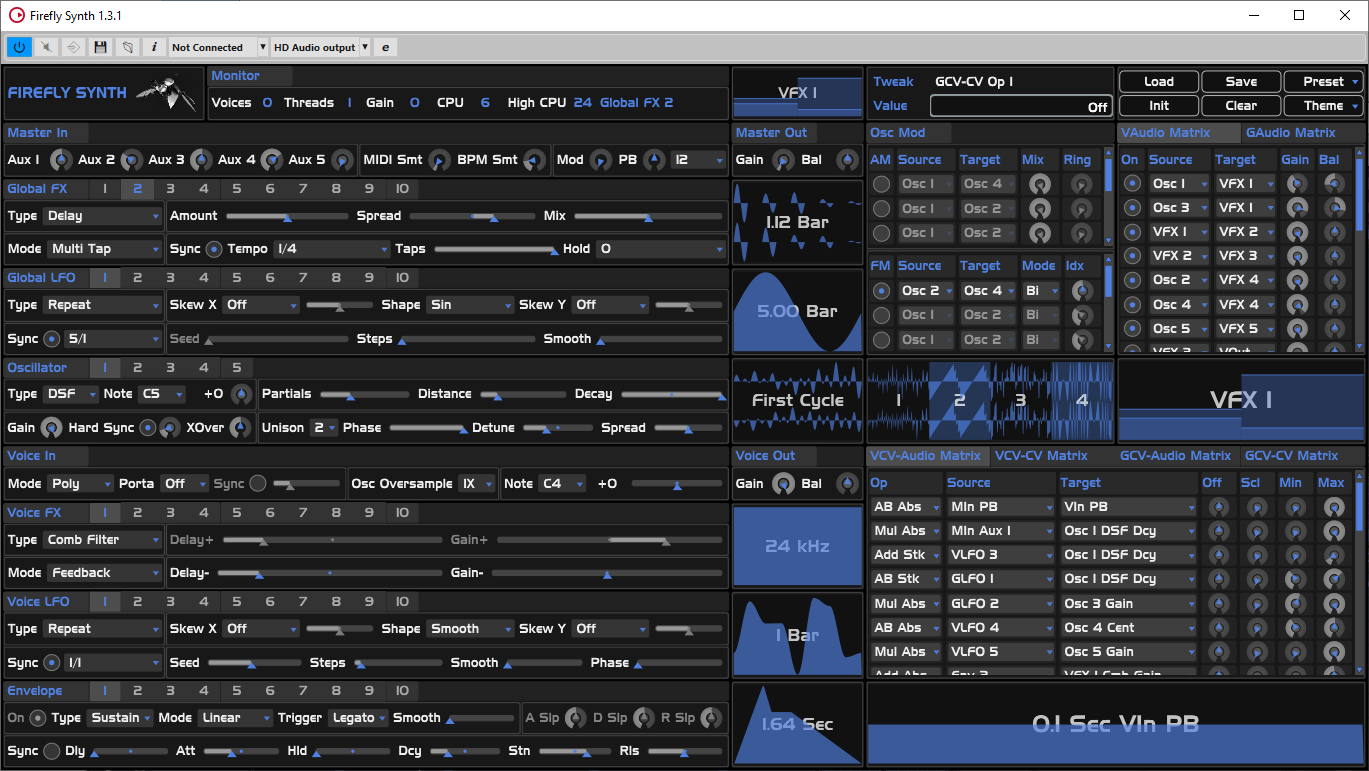 Firefly Synth 1.3.1
i Not Connected HD Audio output e
FIREFLY SYNTH
Monitor
Voices 0 Threads 1 Gain 0 CPU 6 High CPU 24 Global FX 2
VFX 1
Tweak GCV-CV Op 1
Value Off
Load Save Preset
Init Clear Theme
Master In
Aux 1 Aux 2 Aux 3 Aux 4 Aux 5 MIDI Smt BPM Smt Mod PB 12
Master Out
Gain Bal
Global FX 1 2 3 4 5 6 7 8 9 10
Type Delay Amount Spread Mix
Mode Multi Tap Sync Tempo 1/4 Taps Hold 0
1.12 Bar
Global LFO 1 2 3 4 5 6 7 8 9 10
Type Repeat Skew X Off Shape Sin Skew Y Off
Sync 5/1 Seed Steps Smooth
5.00 Bar
Osc Mod
AM Source Target Mix Ring
Osc 1 Osc 4
Osc 1 Osc 2
Osc 1 Osc 2
FM Source Target Mode Idx
Osc 2 Osc 4 Bi
Osc 1 Osc 2 Bi
Osc 1 Osc 2 Bi
VAudio Matrix GAudio Matrix
On Source Target Gain Bal
Osc 1 VFX 1
Osc 3 VFX 1
VFX 1 VFX 2
VFX 2 VFX 3
Osc 2 VFX 4
Osc 4 VFX 4
Osc 5 VFX 5
VFX 3 VOut
Oscillator 1 2 3 4 5
Type DSF Note C5 +0 Partials Distance Decay
Gain Hard Sync XOver Unison 2 Phase Detune Spread
First Cycle
1 2 3 4
VFX 1
Voice In
Mode Poly Porta Off Sync Osc Oversample 1X Note C4 +0
Voice Out
Gain Bal
Voice FX 1 2 3 4 5 6 7 8 9 10
Type Comb Filter Delay+ Gain+
Mode Feedback Delay- Gain-
24 kHz
Voice LFO 1 2 3 4 5 6 7 8 9 10
Type Repeat Skew X Off Shape Smooth Skew Y Off
Sync 1/1 Seed Steps Smooth Phase
1 Bar
Envelope 1 2 3 4 5 6 7 8 9 10
On Type Sustain Mode Linear Trigger Legato Smooth A Slp D Slp R Slp
Sync Dly Att Hld Dcy Stn Rls
1.64 Sec
VCV-Audio Matrix VCV-CV Matrix GCV-Audio Matrix GCV-CV Matrix
Op Source Target Off Scl Min Max
AB Abs MIn PB VIn PB
Mul Abs MIn Aux 1 Osc 1 DSF Dcy
Add Stk VLFO 3 Osc 1 DSF Dcy
AB Stk GLFO 1 Osc 1 DSF Dcy
Mul Abs GLFO 2 Osc 3 Gain
AB Abs VLFO 4 Osc 4 Cent
Mul Abs VLFO 5 Osc 5 Gain
Add Abs Env 3 VFX 1 Cmb Gain
0.1 Sec VIn PB